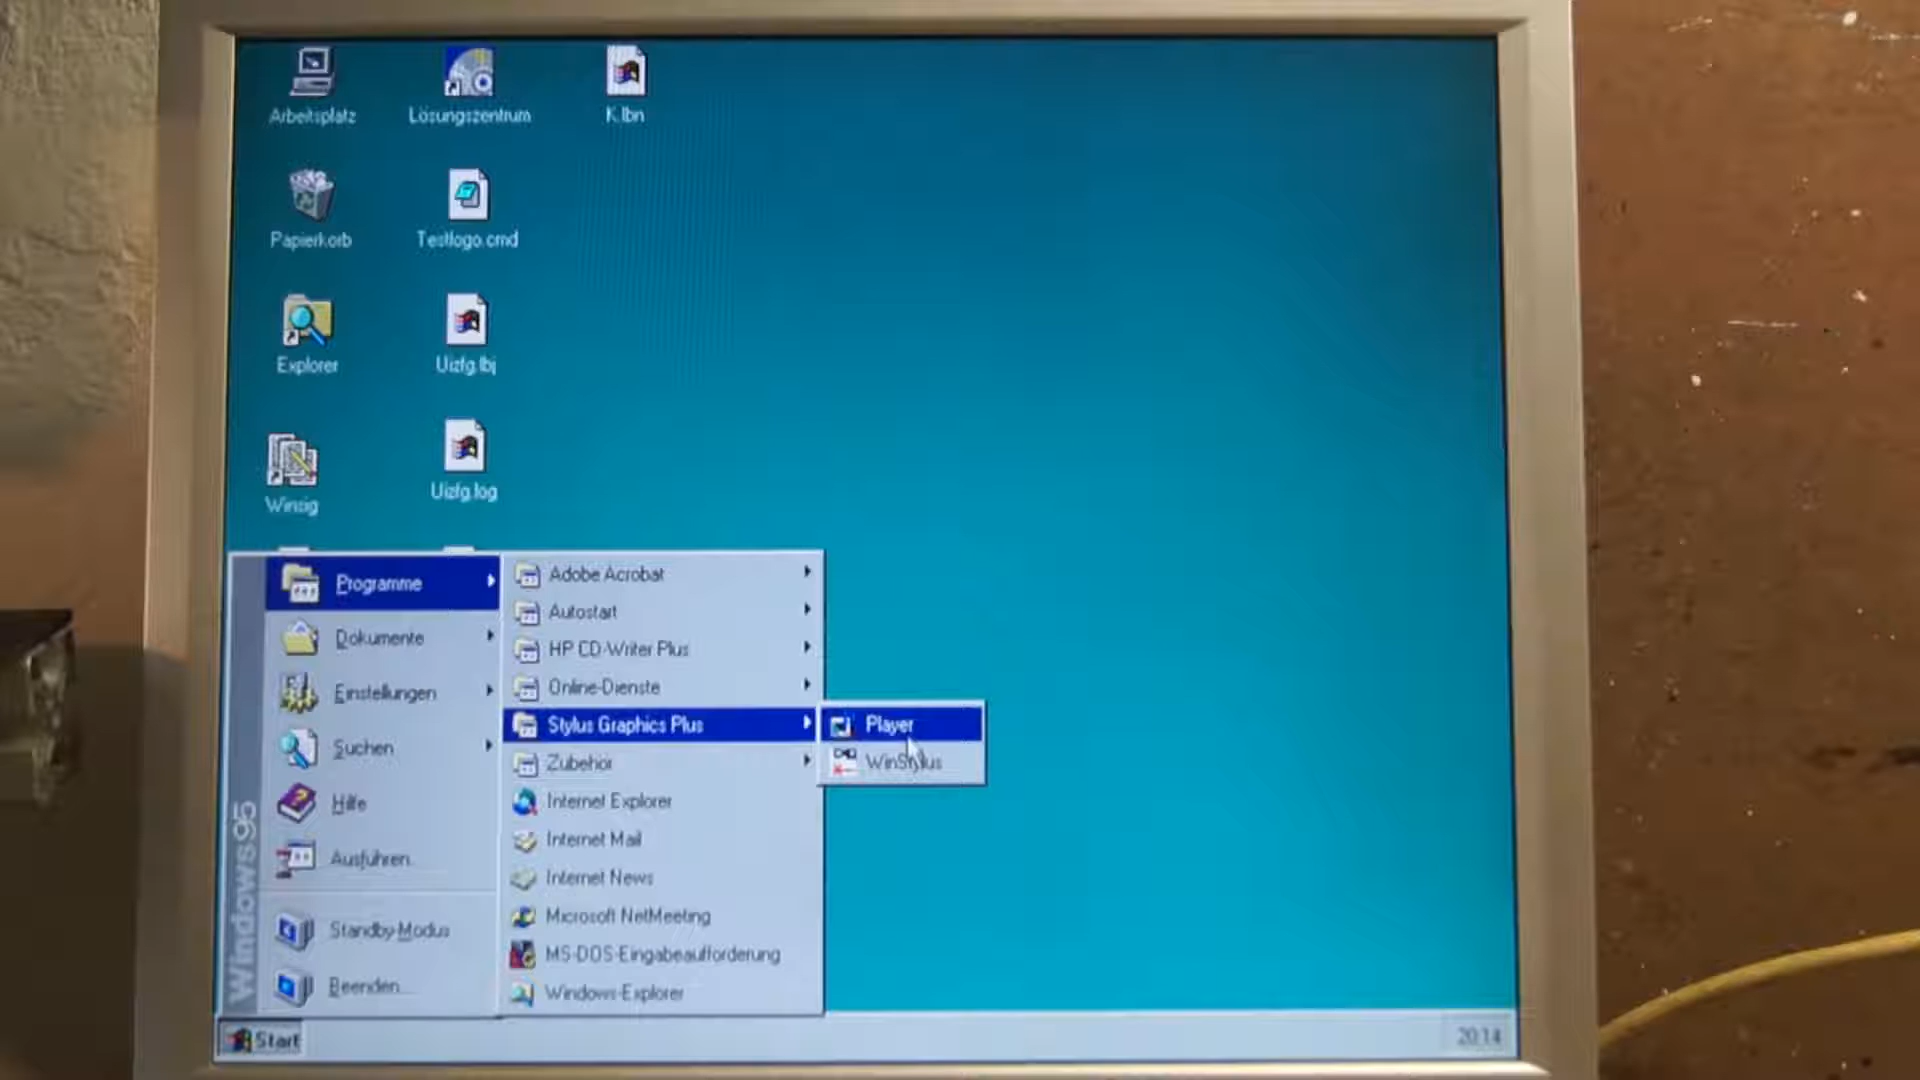 Arbeitsplatz
Lösungszentrum
K.lbn
Papierkorb
Testlogo.cmd
Explorer
Uizfg.lbj
Winsig
Uizfg.log
Windows95
Programme
Dokumente
Einstellungen
Suchen
Hilfe
Ausführen...
Standby-Modus
Beenden...
Adobe Acrobat
Autostart
HP CD-Writer Plus
Online-Dienste
Stylus Graphics Plus
Zubehör
Internet Explorer
Internet Mail
Internet News
Microsoft NetMeeting
MS-DOS-Eingabeaufforderung
Windows-Explorer
Player
WinStylus
Start
20:14